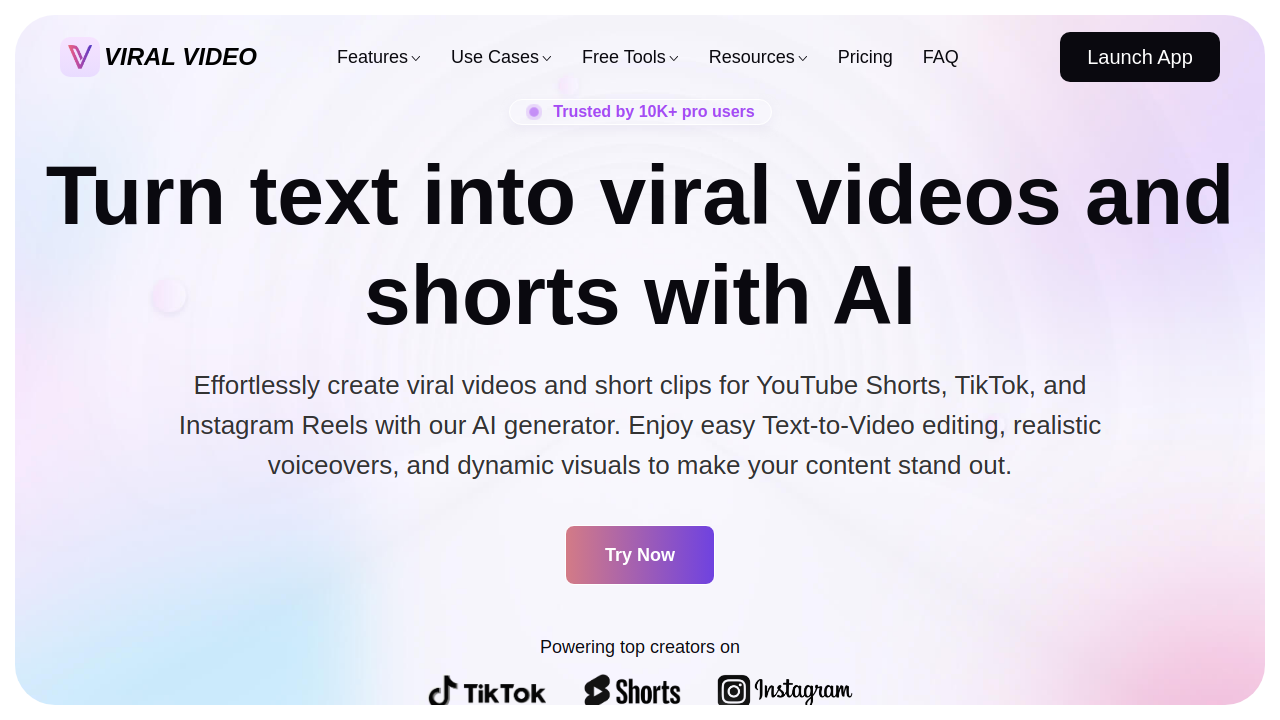 VIRAL VIDEO Features Use Cases Free Tools Resources Pricing FAQ Launch App
Trusted by 10K+ pro users
Turn text into viral videos and
shorts with AI
Effortlessly create viral videos and short clips for YouTube Shorts, TikTok, and
Instagram Reels with our AI generator. Enjoy easy Text-to-Video editing, realistic
voiceovers, and dynamic visuals to make your content stand out.
Try Now
Powering top creators on
TikTok Shorts Instagram